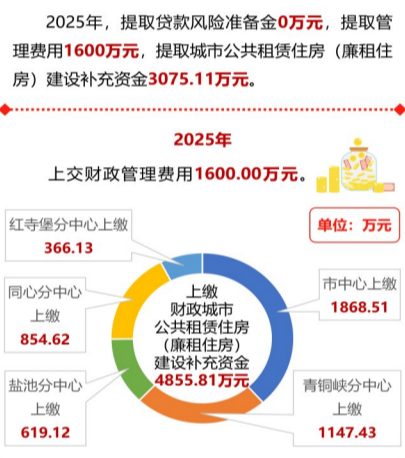 2025年，提取贷款风险准备金0万元，提取管
理费用1600万元，提取城市公共租赁住房（廉租住
房）建设补充资金3075.11万元。
2025年
上交财政管理费用1600.00万元。
单位：万元
红寺堡分中心上缴
366.13
市中心上缴
1868.51
同心分中心
上缴
854.62
上缴
财政城市
公共租赁住房
（廉租住房）
建设补充资金
4855.81万元
盐池分中心
上缴
619.12
青铜峡分中心
上缴
1147.43